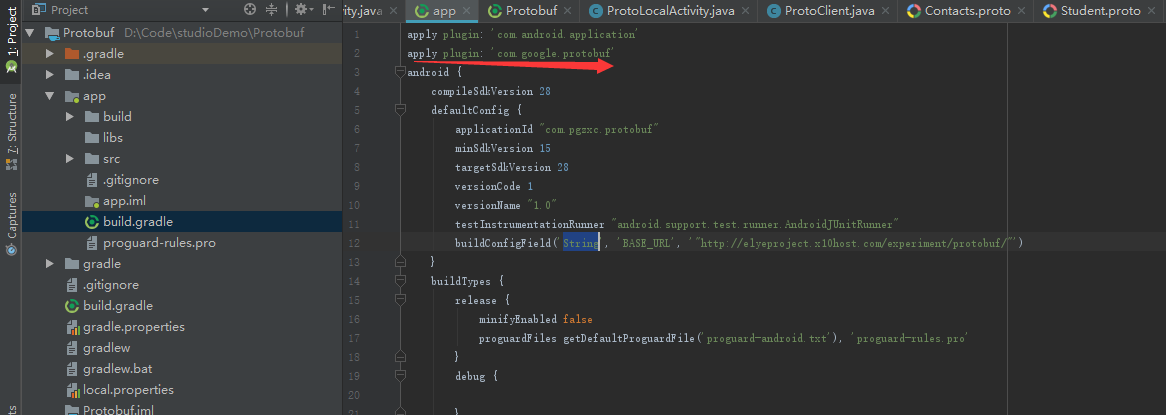 Project
Protobuf D:\Code\studioDemo\Protobuf
.gradle
.idea
app
build
libs
src
.gitignore
app.iml
build.gradle
proguard-rules.pro
gradle
.gitignore
build.gradle
gradle.properties
gradlew
gradlew.bat
local.properties
Protobuf.iml
1: Project
7: Structure
Captures
ity.java app Protobuf ProtoLocalActivity.java ProtoClient.java Contacts.proto Student.proto
1 apply plugin: 'com.android.application'
2 apply plugin: 'com.google.protobuf'
3 android {
4 compileSdkVersion 28
5 defaultConfig {
6 applicationId "com.pgzxc.protobuf"
7 minSdkVersion 15
8 targetSdkVersion 28
9 versionCode 1
10 versionName "1.0"
11 testInstrumentationRunner "android.support.test.runner.AndroidJUnitRunner"
12 buildConfigField('String', 'BASE_URL', '"http://elyeproject.x10host.com/experiment/protobuf/"')
13 }
14 buildTypes {
15 release {
16 minifyEnabled false
17 proguardFiles getDefaultProguardFile('proguard-android.txt'), 'proguard-rules.pro'
18 }
19 debug {
20
21 }